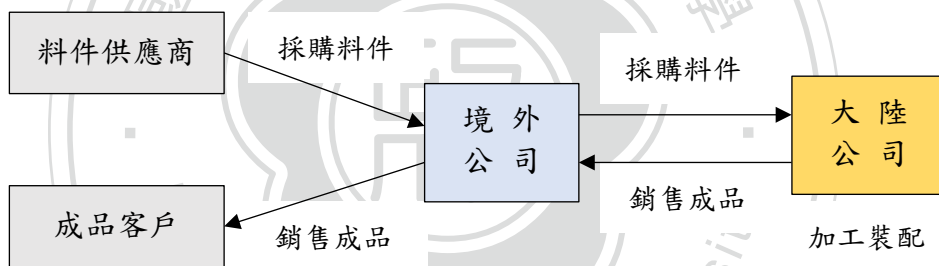 料件供應商
採購料件
採購料件
境外
公司
大陸
公司
成品客戶
銷售成品
銷售成品
加工裝配